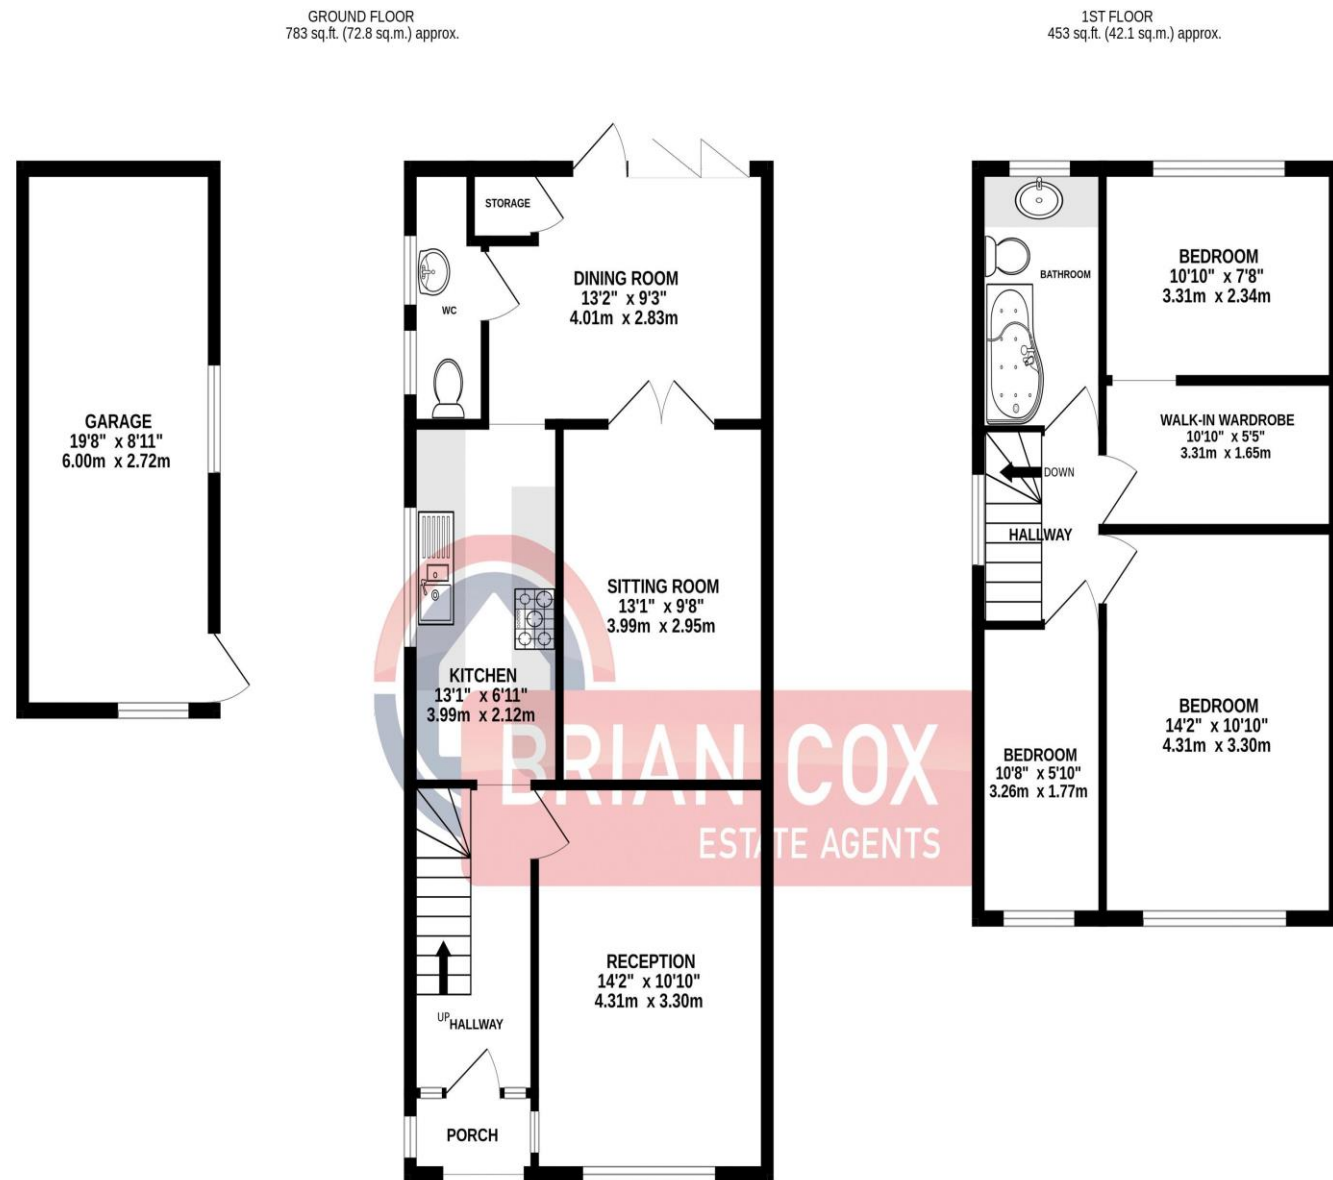 GROUND FLOOR
783 sq.ft. (72.8 sq.m.) approx.
1ST FLOOR
453 sq.ft. (42.1 sq.m.) approx.
GARAGE
19'8" x 8'11"
6.00m x 2.72m
STORAGE
WC
DINING ROOM
13'2" x 9'3"
4.01m x 2.83m
SITTING ROOM
13'1" x 9'8"
3.99m x 2.95m
KITCHEN
13'1" x 6'11"
3.99m x 2.12m
RECEPTION
14'2" x 10'10"
4.31m x 3.30m
UP
HALLWAY
PORCH
BATHROOM
BEDROOM
10'10" x 7'8"
3.31m x 2.34m
WALK-IN WARDROBE
10'10" x 5'5"
3.31m x 1.65m
DOWN
HALLWAY
BEDROOM
14'2" x 10'10"
4.31m x 3.30m
BEDROOM
10'8" x 5'10"
3.26m x 1.77m
BRIAN COX
ESTATE AGENTS